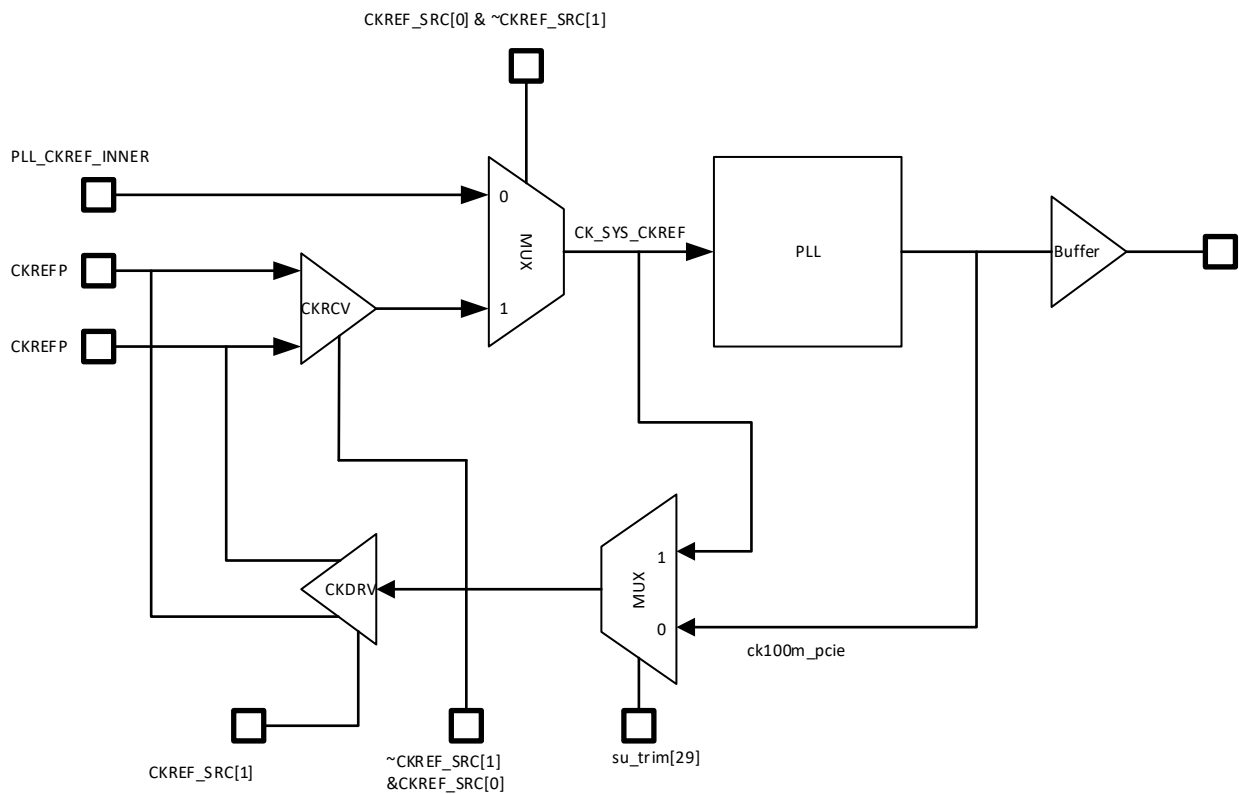 CKREF_SRC[0] & ~CKREF_SRC[1]
PLL_CKREF_INNER
0
MUX
CK_SYS_CKREF
PLL
Buffer
CKREFP
CKRCV
1
CKREFP
1
MUX
CKDRV
0
ck100m_pcie
su_trim[29]
~CKREF_SRC[1]
&CKREF_SRC[0]
CKREF_SRC[1]